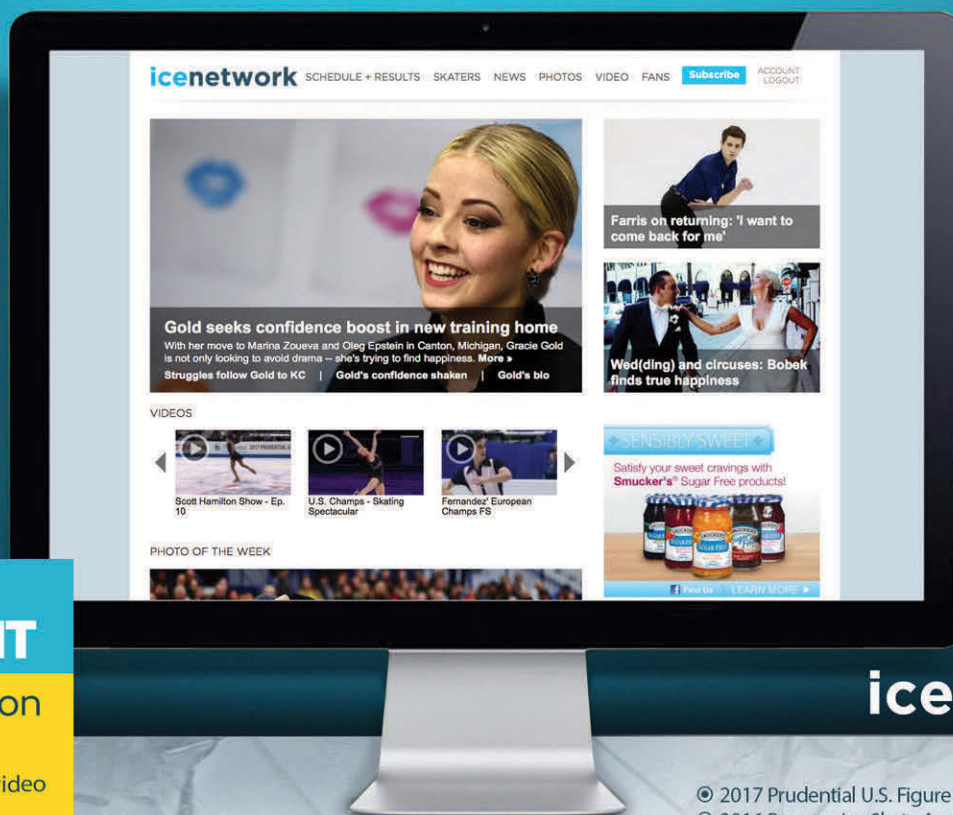 icenetwork SCHEDULE + RESULTS SKATERS NEWS PHOTOS VIDEO FANS Subscribe ACCOUNT
LOGOUT
Gold seeks confidence boost in new training home
With her move to Marina Zoueva and Oleg Epstein in Canton, Michigan, Gracie Gold
is not only looking to avoid drama -- she's trying to find happiness. More »
Struggles follow Gold to KC | Gold's confidence shaken | Gold's bio
Farris on returning: 'I want to
come back for me'
Wed(ding) and circuses: Bobek
finds true happiness
VIDEOS
Scott Hamilton Show - Ep.
10
U.S. Champs - Skating
Spectacular
Fernandez' European
Champs FS
PHOTO OF THE WEEK
SENSIBLY SWEET
Satisfy your sweet cravings with
Smucker's® Sugar Free products!
Find Us LEARN MORE
IT
on
ideo
ice
2017 Prudential U.S. Figure